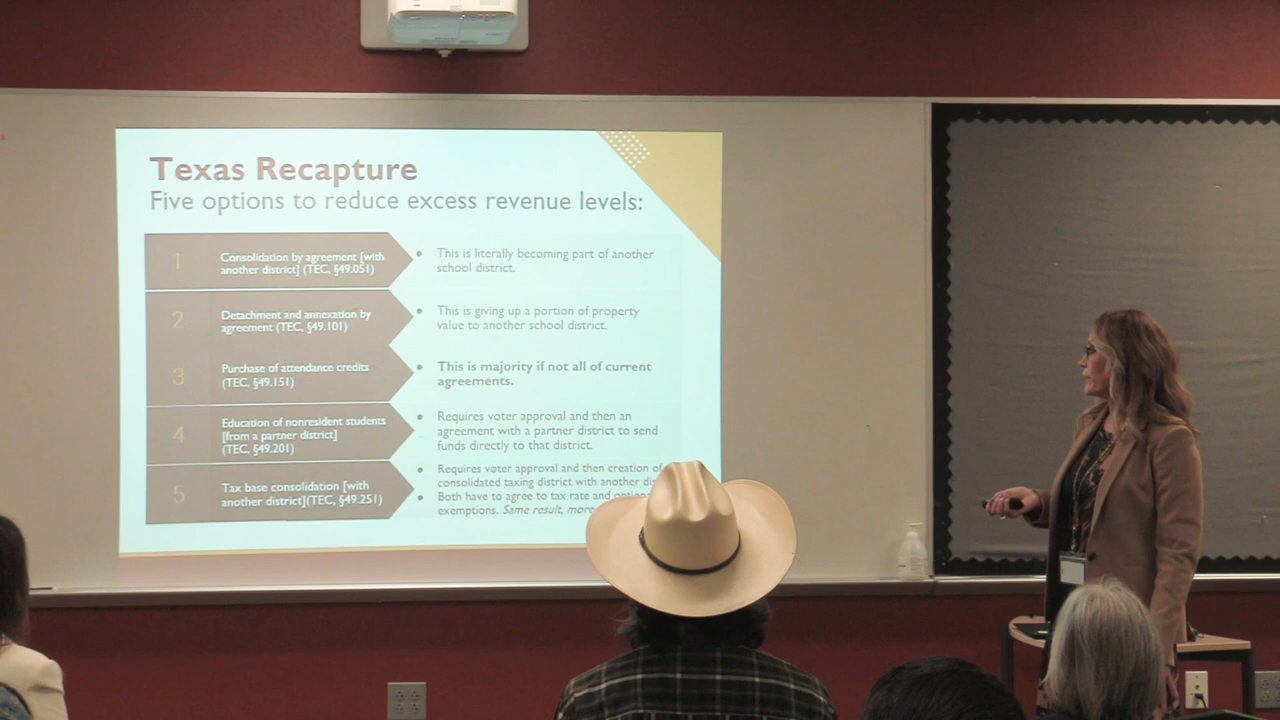 Texas Recapture
Five options to reduce excess revenue levels:
1
Consolidation by agreement [with
another district] (TEC, §49.051)
• This is literally becoming part of another
school district.
2
Detachment and annexation by
agreement (TEC, §49.101)
• This is giving up a portion of property
value to another school district.
3
Purchase of attendance credits
(TEC, §49.151)
• This is majority if not all of current
agreements.
4
Education of nonresident students
[from a partner district]
(TEC, §49.201)
• Requires voter approval and then an
agreement with a partner district to send
funds directly to that district.
5
Tax base consolidation [with
another district](TEC, §49.251)
• Requires voter approval and then creation of
consolidated taxing district with another
• Both have to agree to tax rate and
exemptions. Same result, more